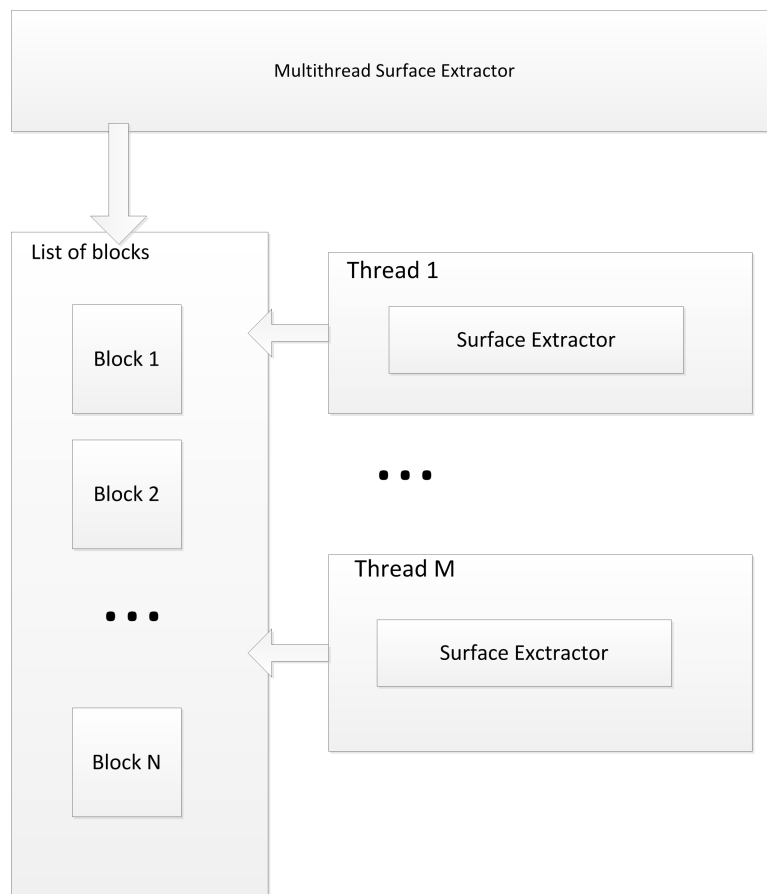 Multithread Surface Extractor
List of blocks
Block 1
Block 2
...
Block N
Thread 1
Surface Extractor
...
Thread M
Surface Exctractor